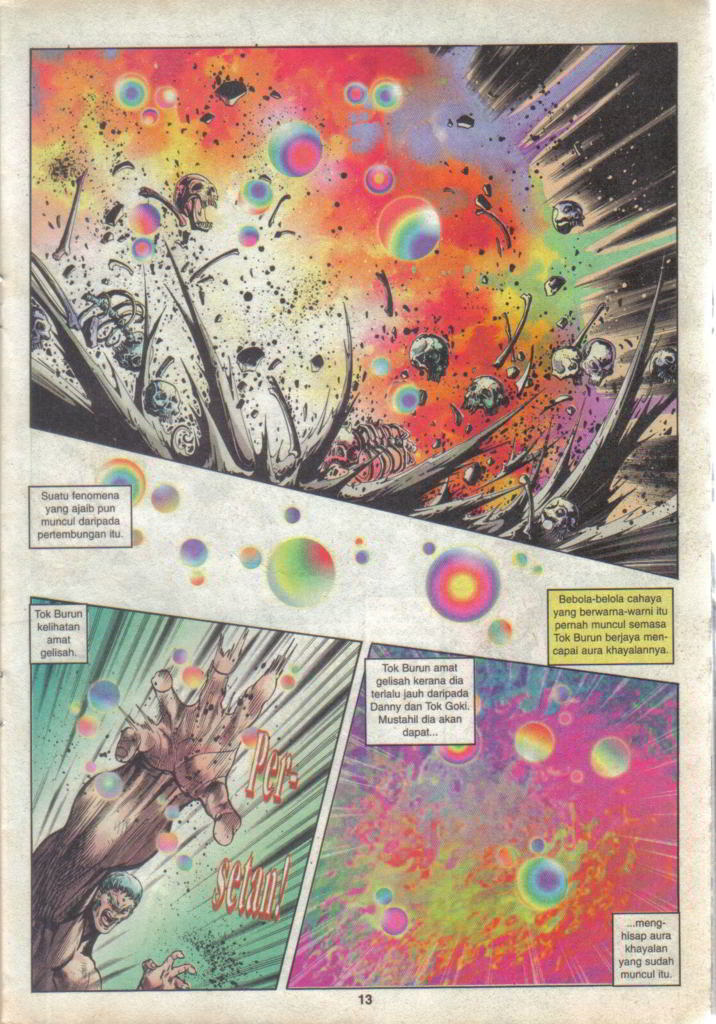 Suatu fenomena
yang ajaib pun
muncul daripada
pertembungan itu.
Bebola-belola cahaya
yang berwarna-warni itu
pernah muncul semasa
Tok Burun berjaya men-
capai aura khayalannya.
Tok Burun
kelihatan
amat
gelisah.
Per-
setan!
Tok Burun amat
gelisah kerana dia
terlalu jauh daripada
Danny dan Tok Goki.
Mustahil dia akan
dapat...
...meng-
hisap aura
khayalan
yang sudah
muncul itu.
13